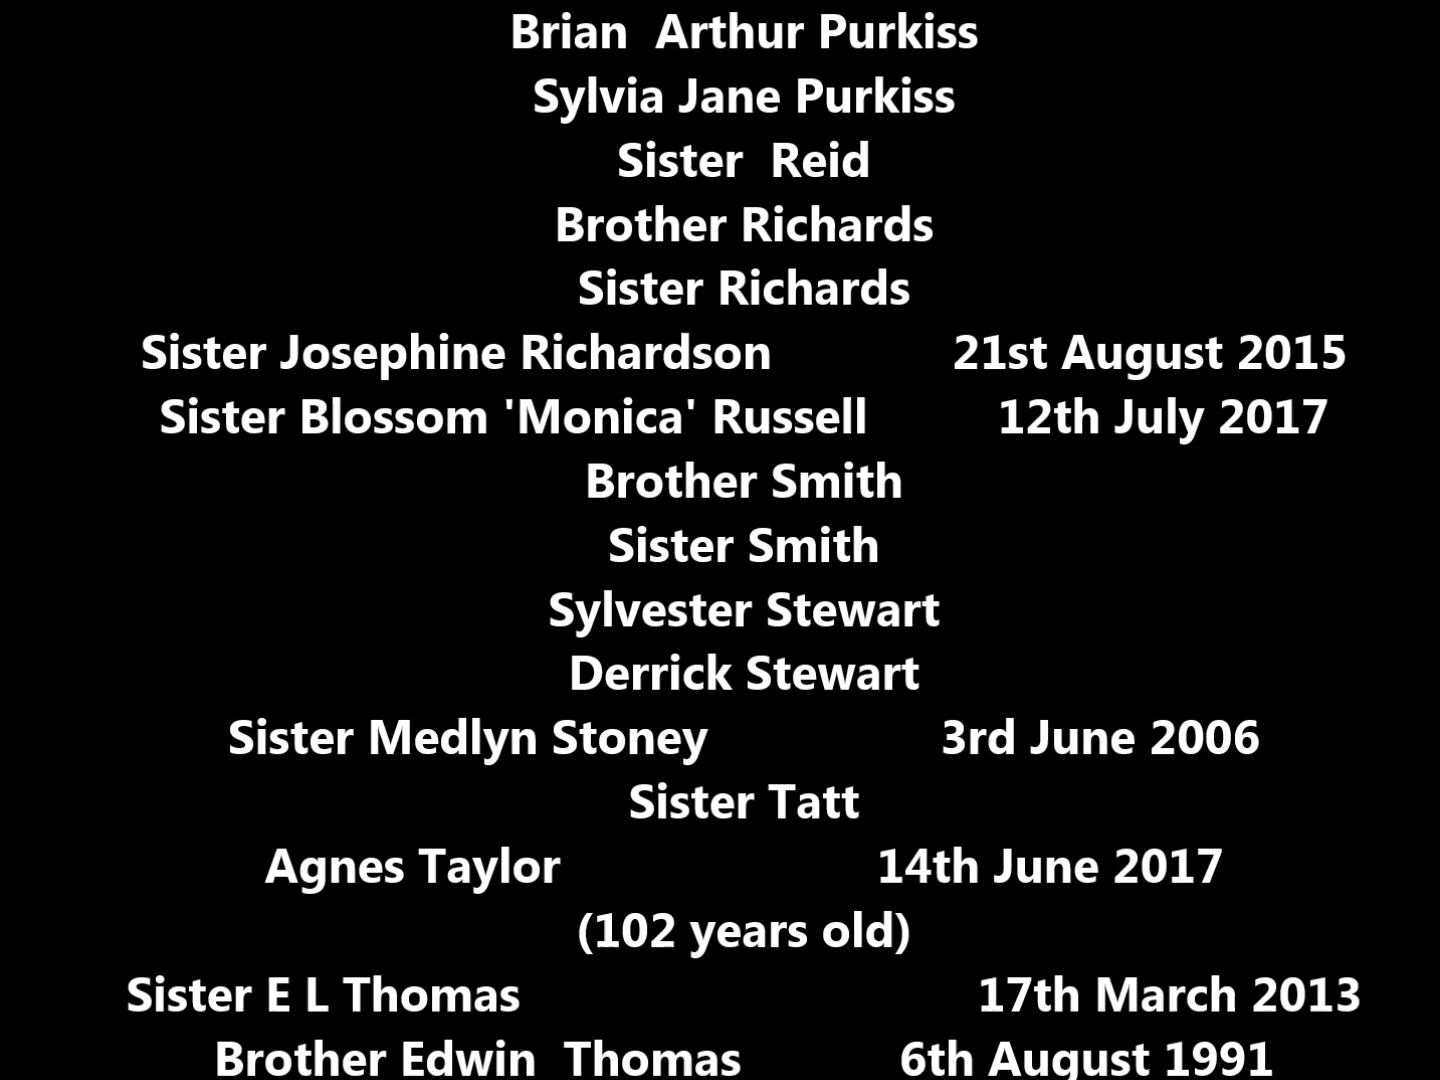 Brian Arthur Purkiss
Sylvia Jane Purkiss
Sister Reid
Brother Richards
Sister Richards
Sister Josephine Richardson 21st August 2015
Sister Blossom 'Monica' Russell 12th July 2017
Brother Smith
Sister Smith
Sylvester Stewart
Derrick Stewart
Sister Medlyn Stoney 3rd June 2006
Sister Tatt
Agnes Taylor 14th June 2017
(102 years old)
Sister E L Thomas 17th March 2013
Brother Edwin Thomas 6th August 1991